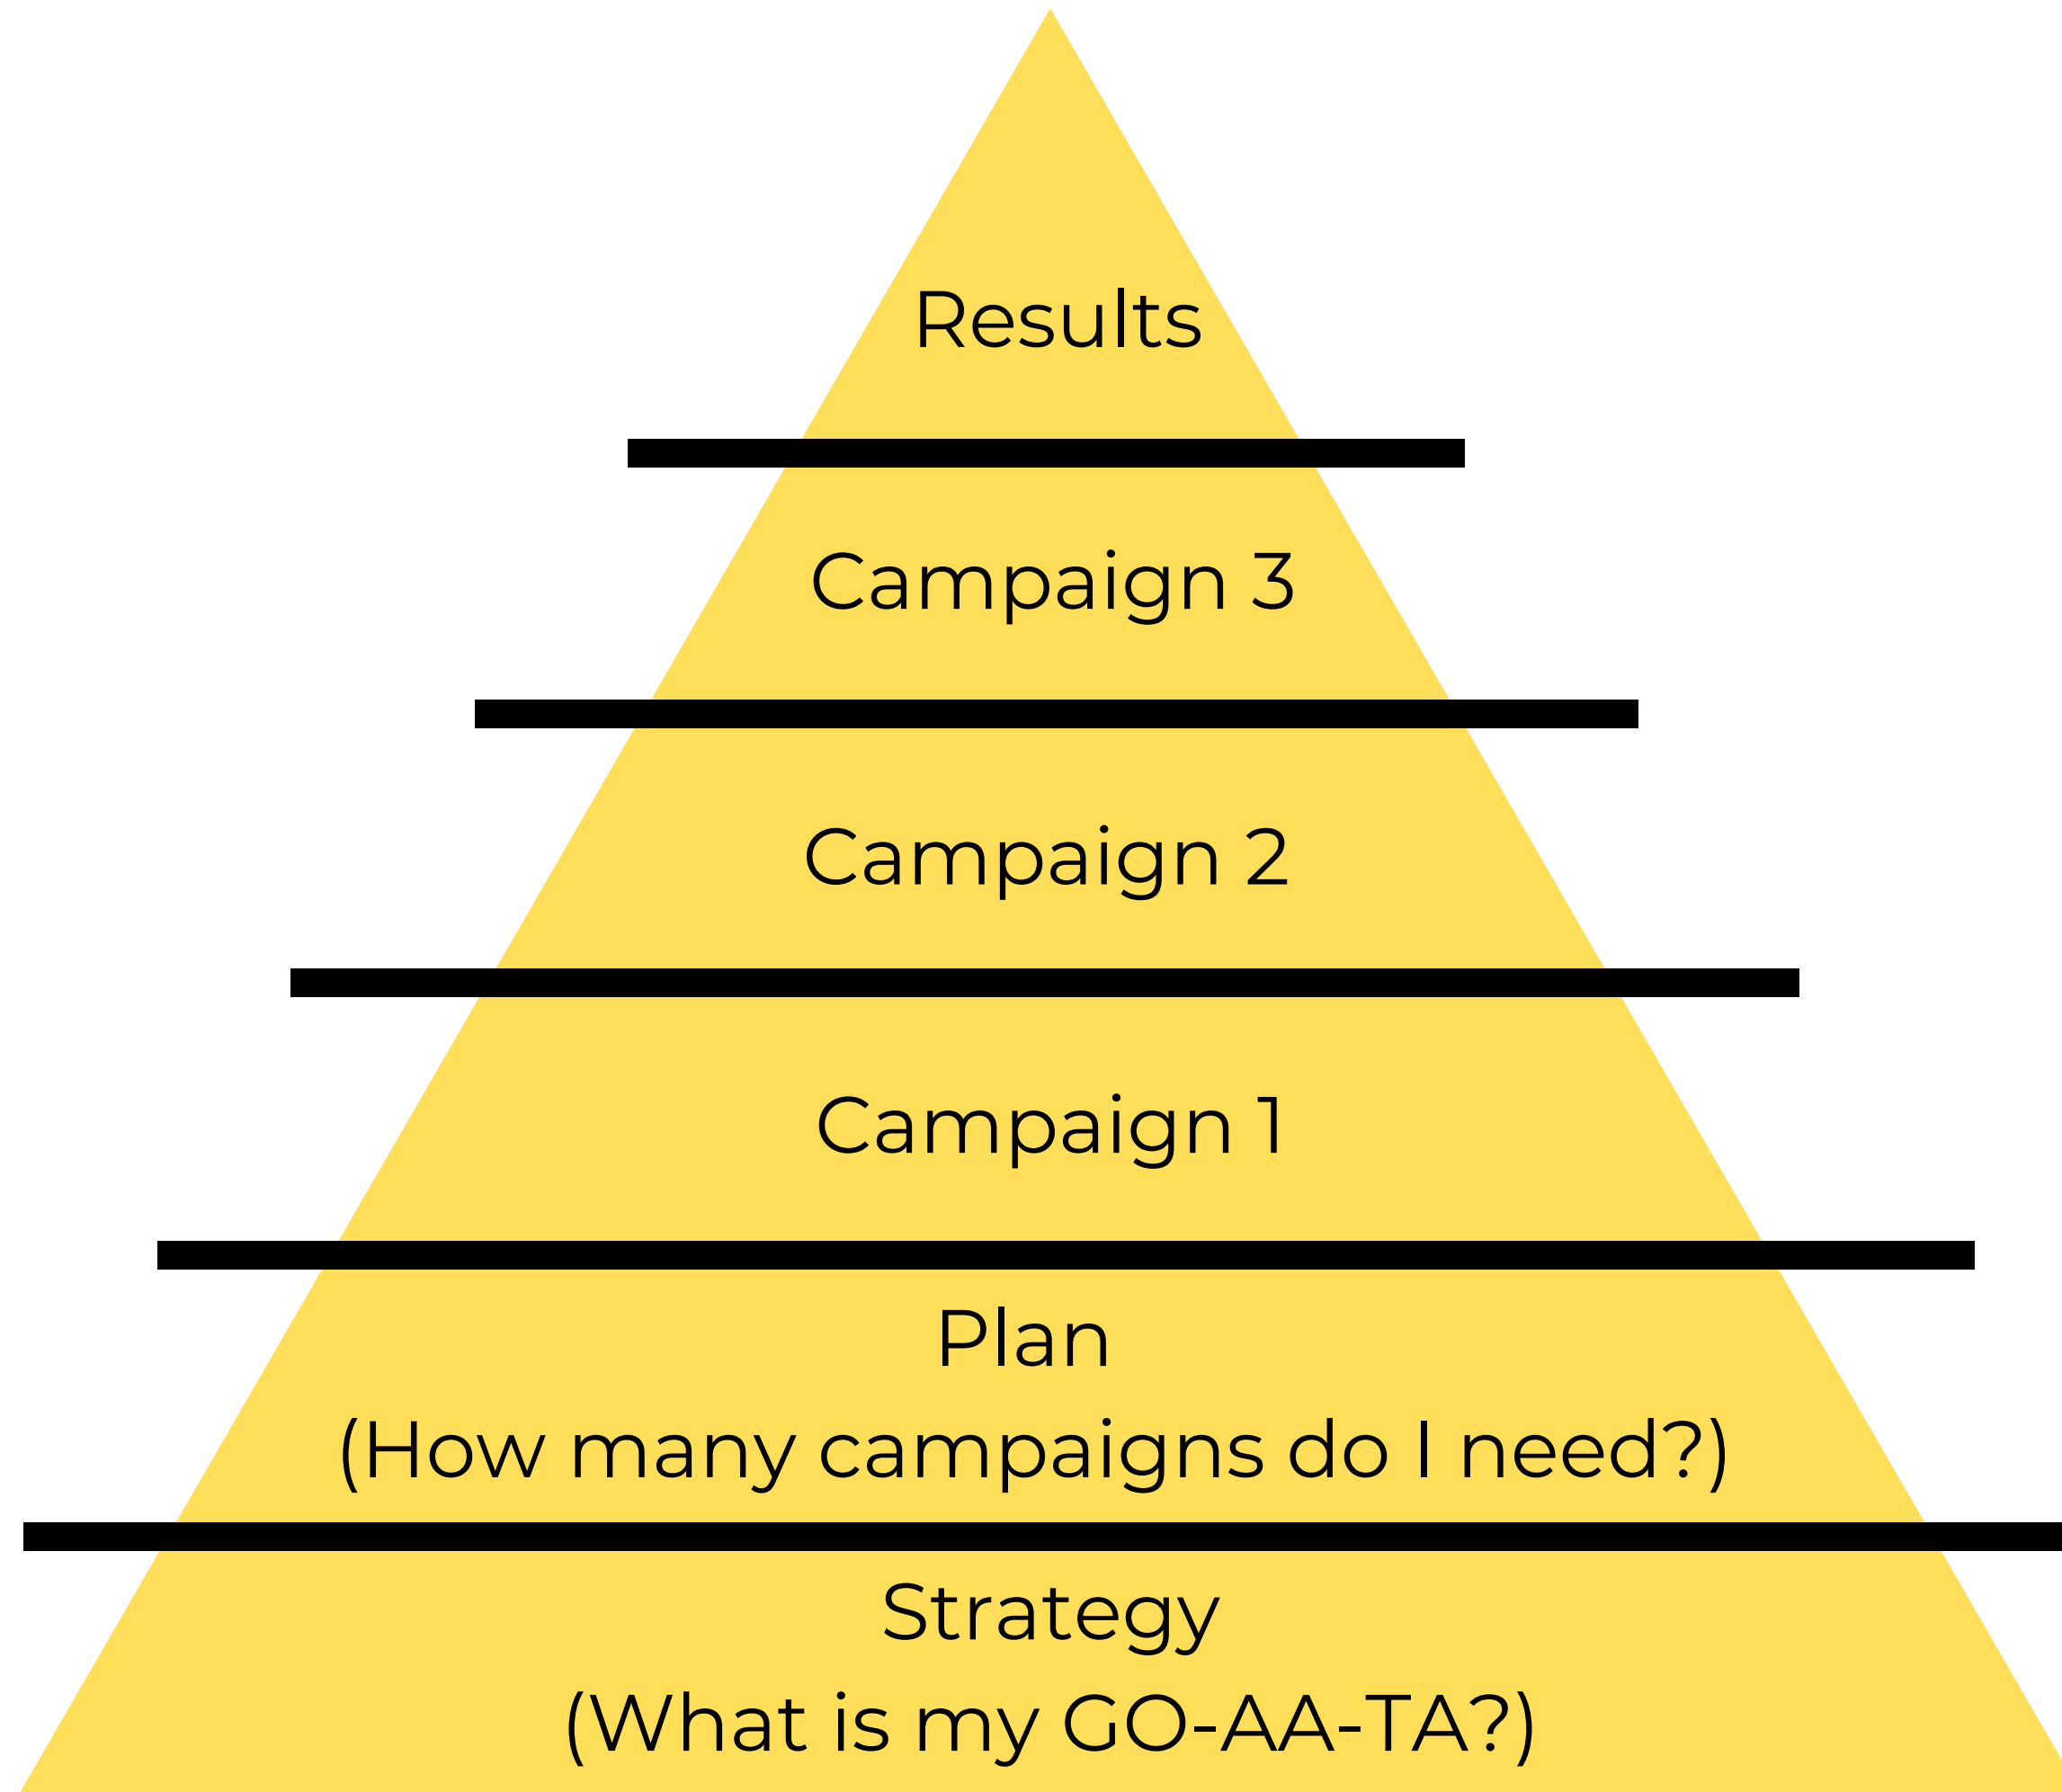 Results
Campaign 3
Campaign 2
Campaign 1
Plan
(How many campaigns do I need?)
Strategy
(What is my GO-AA-TA?)